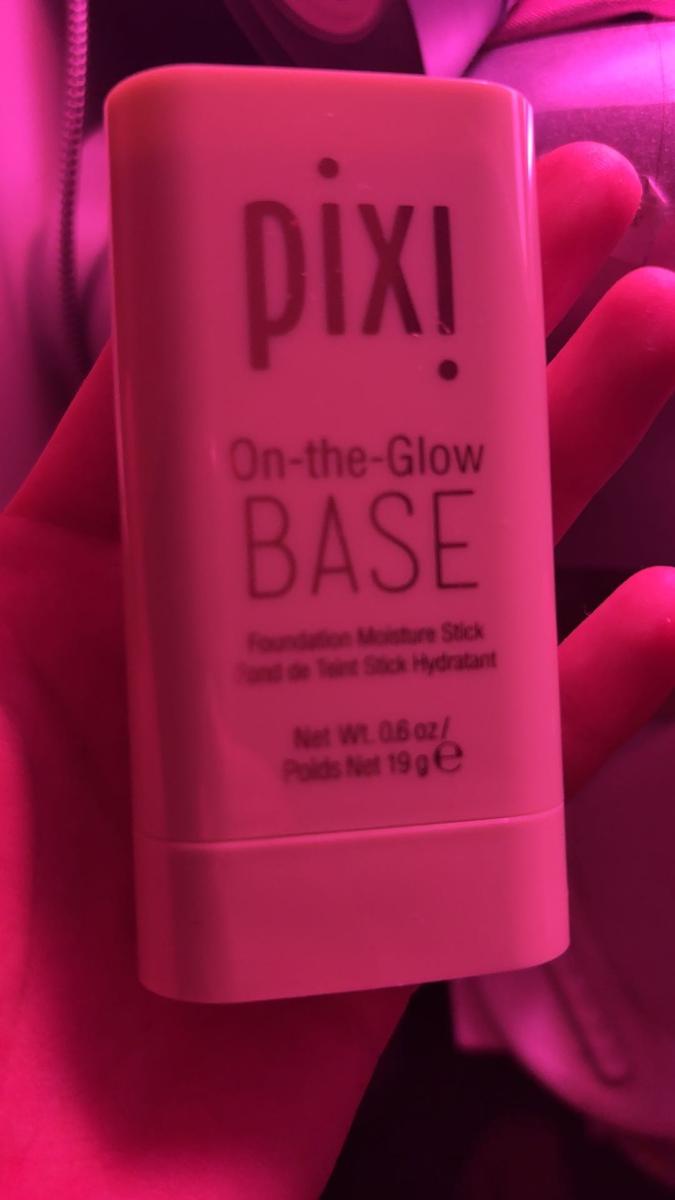 pixi
On-the-Glow
BASE
Foundation Moisture Stick
Fond de Teint Stick Hydratant
Net Wt. 0.6 oz/
Poids Net 19 g ℮